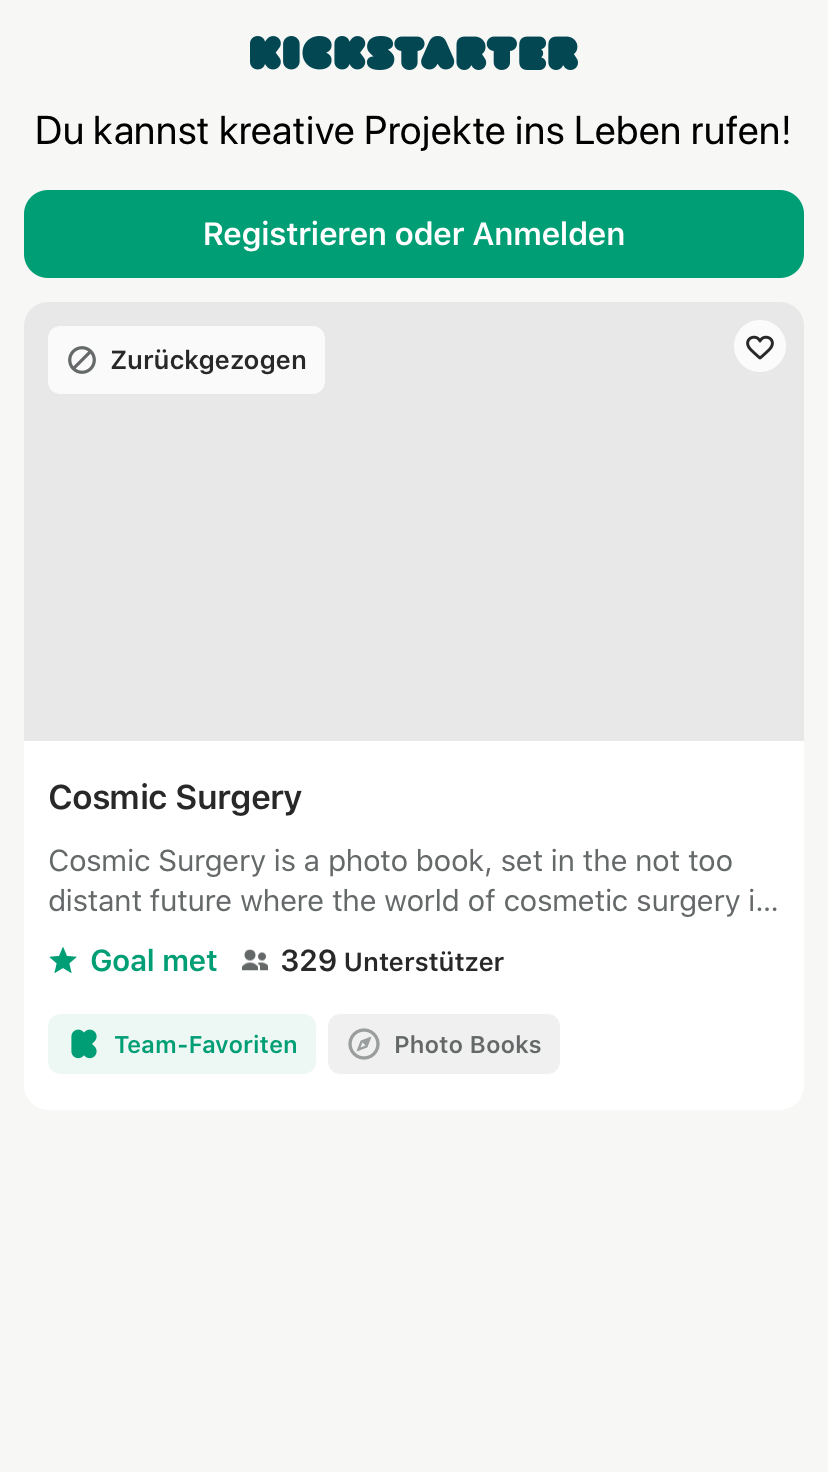 KICKSTARTER
Du kannst kreative Projekte ins Leben rufen!
Registrieren oder Anmelden
Zurückgezogen
Cosmic Surgery
Cosmic Surgery is a photo book, set in the not too
distant future where the world of cosmetic surgery i...
Goal met 329 Unterstützer
Team-Favoriten Photo Books